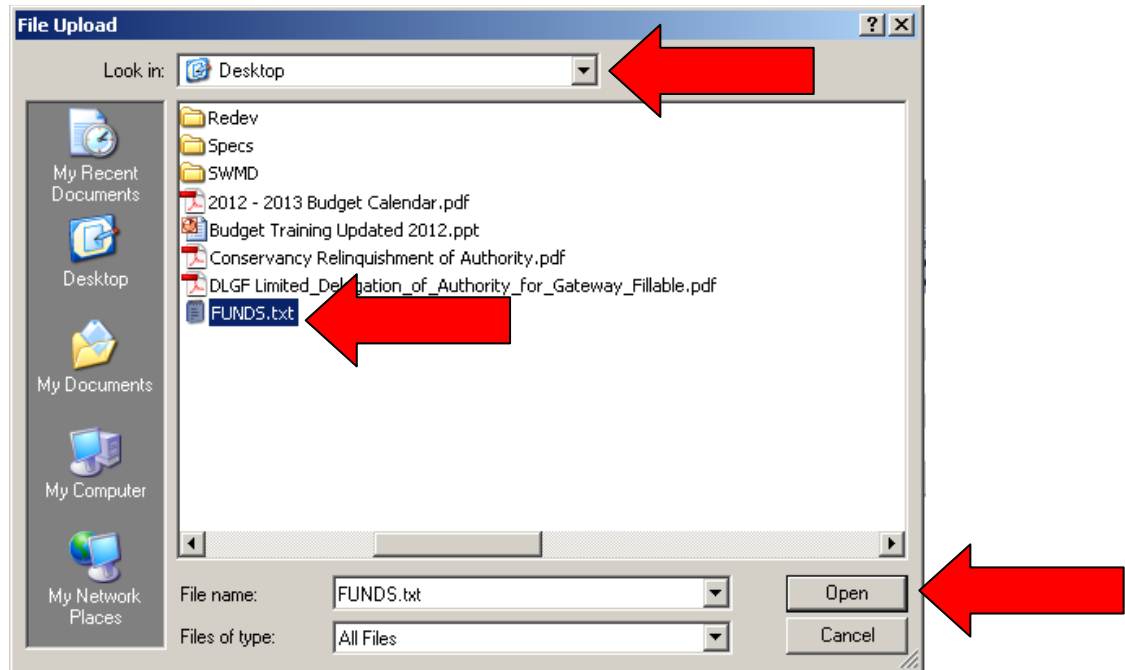 File Upload
Look in:
Desktop
My Recent
Documents
Desktop
My Documents
My Computer
My Network
Places
Redev
Specs
SWMD
2012 - 2013 Budget Calendar.pdf
Budget Training Updated 2012.ppt
Conservancy Relinquishment of Authority.pdf
DLGF Limited_Delegation_of_Authority_for_Gateway_Fillable.pdf
FUNDS.txt
File name:
FUNDS.txt
Open
Files of type:
All Files
Cancel